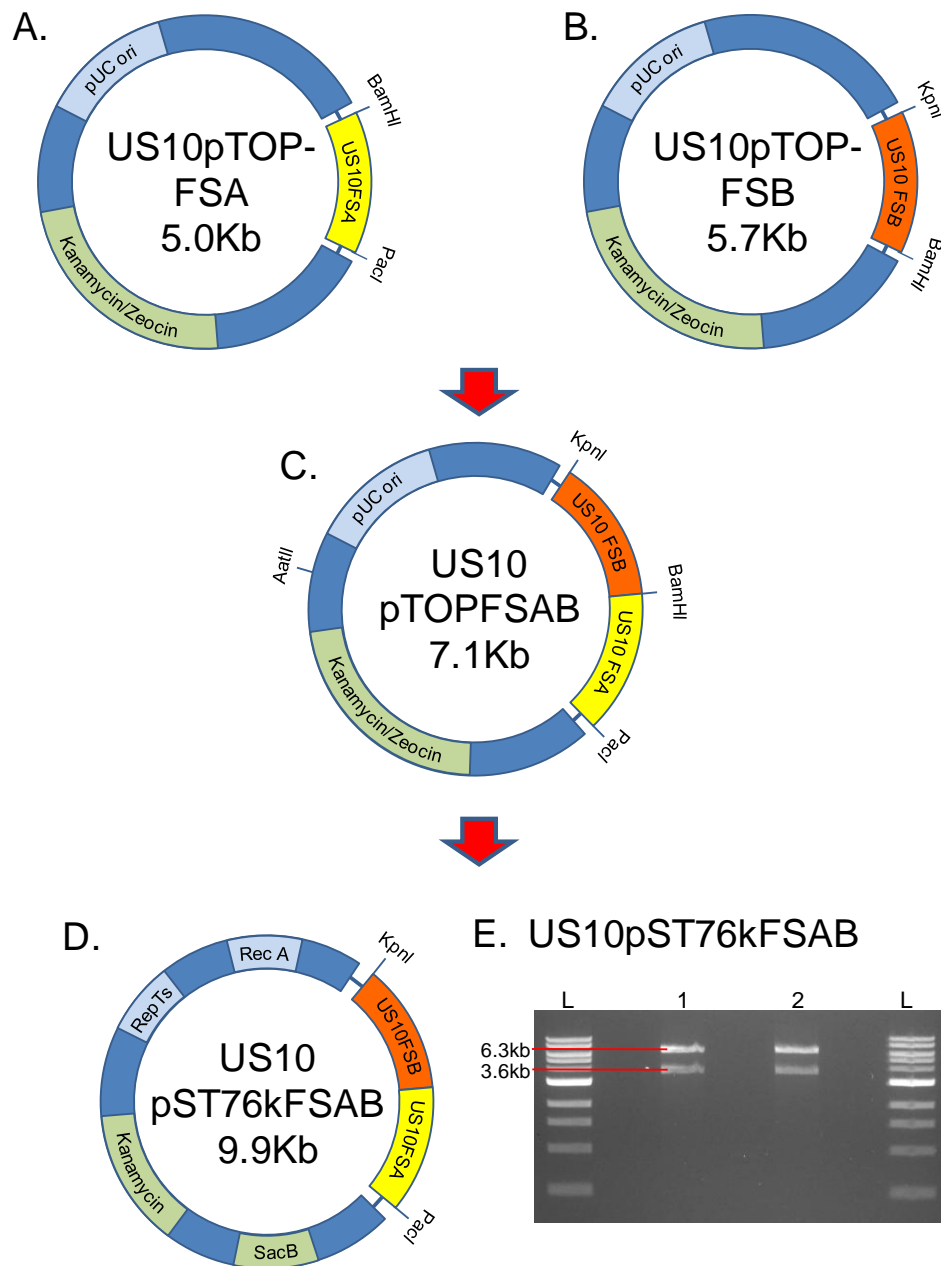 A.
pUC ori
BamHI
US10pTOP-
FSA
5.0Kb
US10FSA
PacI
Kanamycin/Zeocin
B.
pUC ori
KpnI
US10pTOP-
FSB
5.7Kb
US10 FSB
BamHI
Kanamycin/Zeocin
C.
pUC ori
KpnI
US10 FSB
AatII
US10
pTOPFSAB
7.1Kb
BamHI
US10 FSA
PacI
Kanamycin/Zeocin
D.
Rec A
KpnI
RepTs
US10FSB
US10
pST76kFSAB
9.9Kb
US10FSA
Kanamycin
PacI
SacB
E. US10pST76kFSAB
L 1 2 L
6.3kb
3.6kb